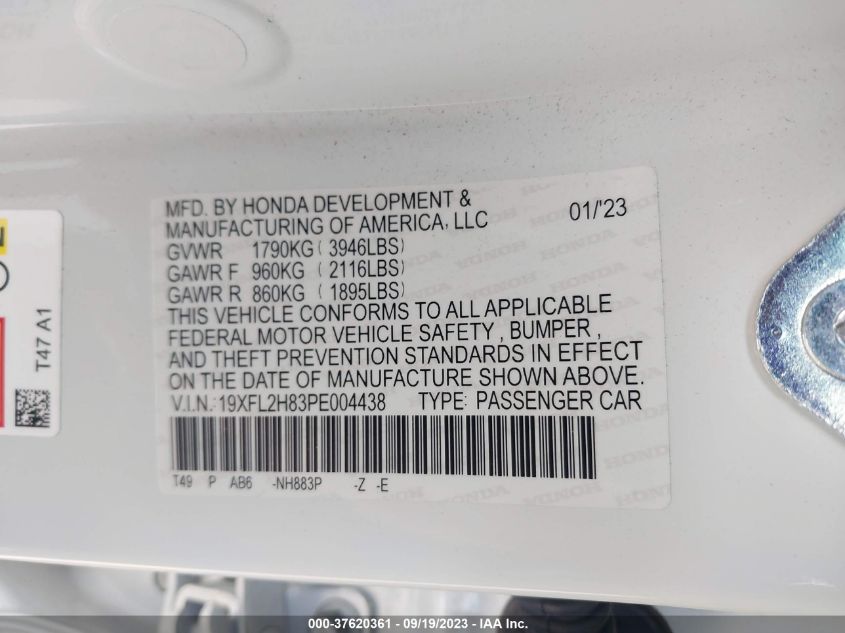 MFD. BY HONDA DEVELOPMENT &
MANUFACTURING OF AMERICA, LLC 01/'23
GVWR 1790KG ( 3946LBS)
GAWR F 960KG ( 2116LBS)
GAWR R 860KG ( 1895LBS)
THIS VEHICLE CONFORMS TO ALL APPLICABLE
FEDERAL MOTOR VEHICLE SAFETY , BUMPER ,
AND THEFT PREVENTION STANDARDS IN EFFECT
ON THE DATE OF MANUFACTURE SHOWN ABOVE.
V.I.N.:19XFL2H83PE004438 TYPE: PASSENGER CAR
T49 P AB6 -NH883P -Z -E
T47 A1
000-37620361 - 09/19/2023 - IAA Inc.